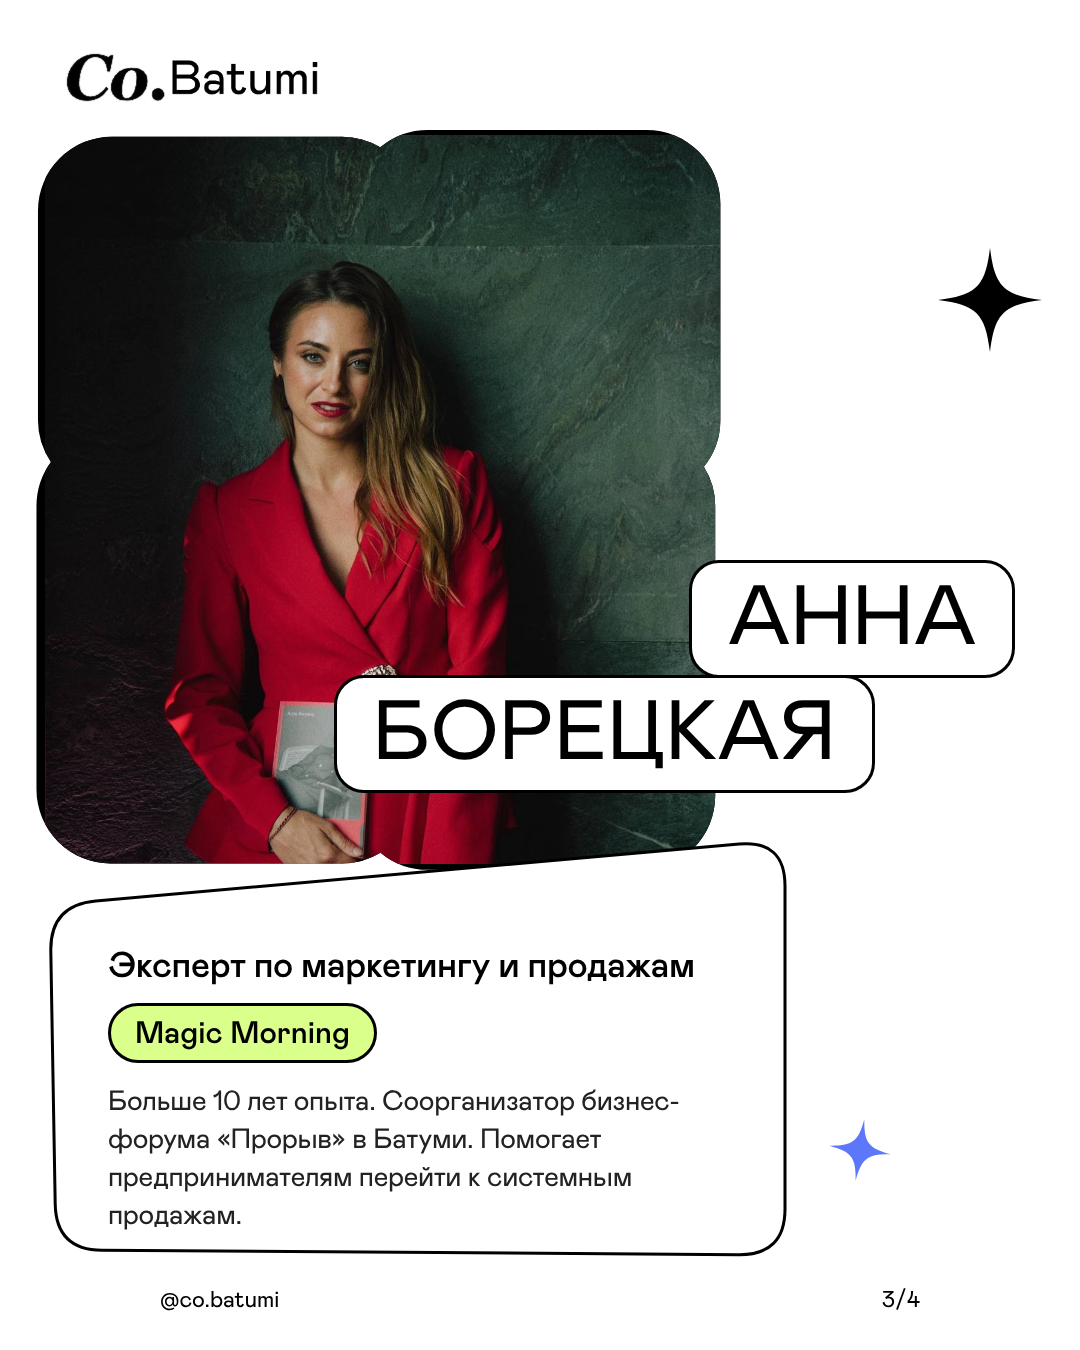 Co.Batumi
АННА
БОРЕЦКАЯ
Эксперт по маркетингу и продажам
Magic Morning
Больше 10 лет опыта. Соорганизатор бизнес-
форума «Прорыв» в Батуми. Помогает
предпринимателям перейти к системным
продажам.
@co.batumi
3/4